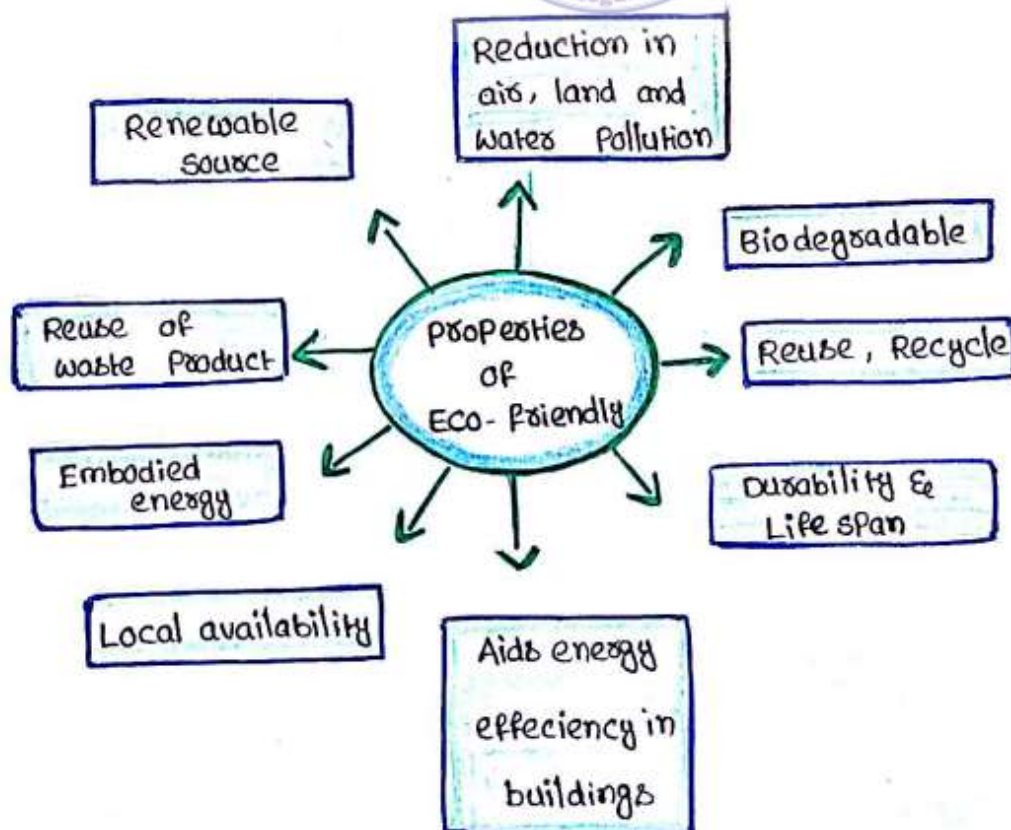 Reduction in
air, land and
Water Pollution
Renewable
source
Biodegradable
Reuse of
waste Product
Properties
of
Eco-friendly
Reuse, Recycle
Embodied
energy
Durability &
Life span
Local availability
Aids energy
effeciency in
buildings